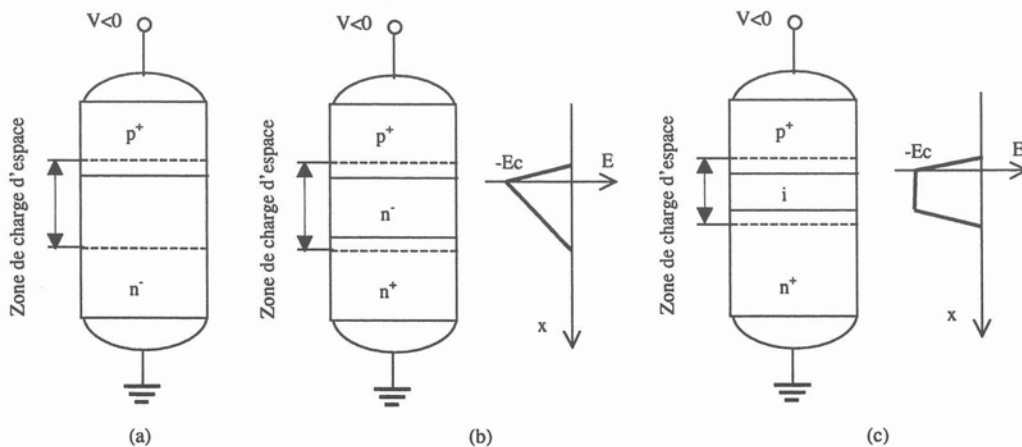 V<0
Zone de charge d'espace
p+
n-
(a)
V<0
Zone de charge d'espace
p+
n-
n+
-Ec
E
x
(b)
V<0
Zone de charge d'espace
p+
i
n+
-Ec
E
x
(c)